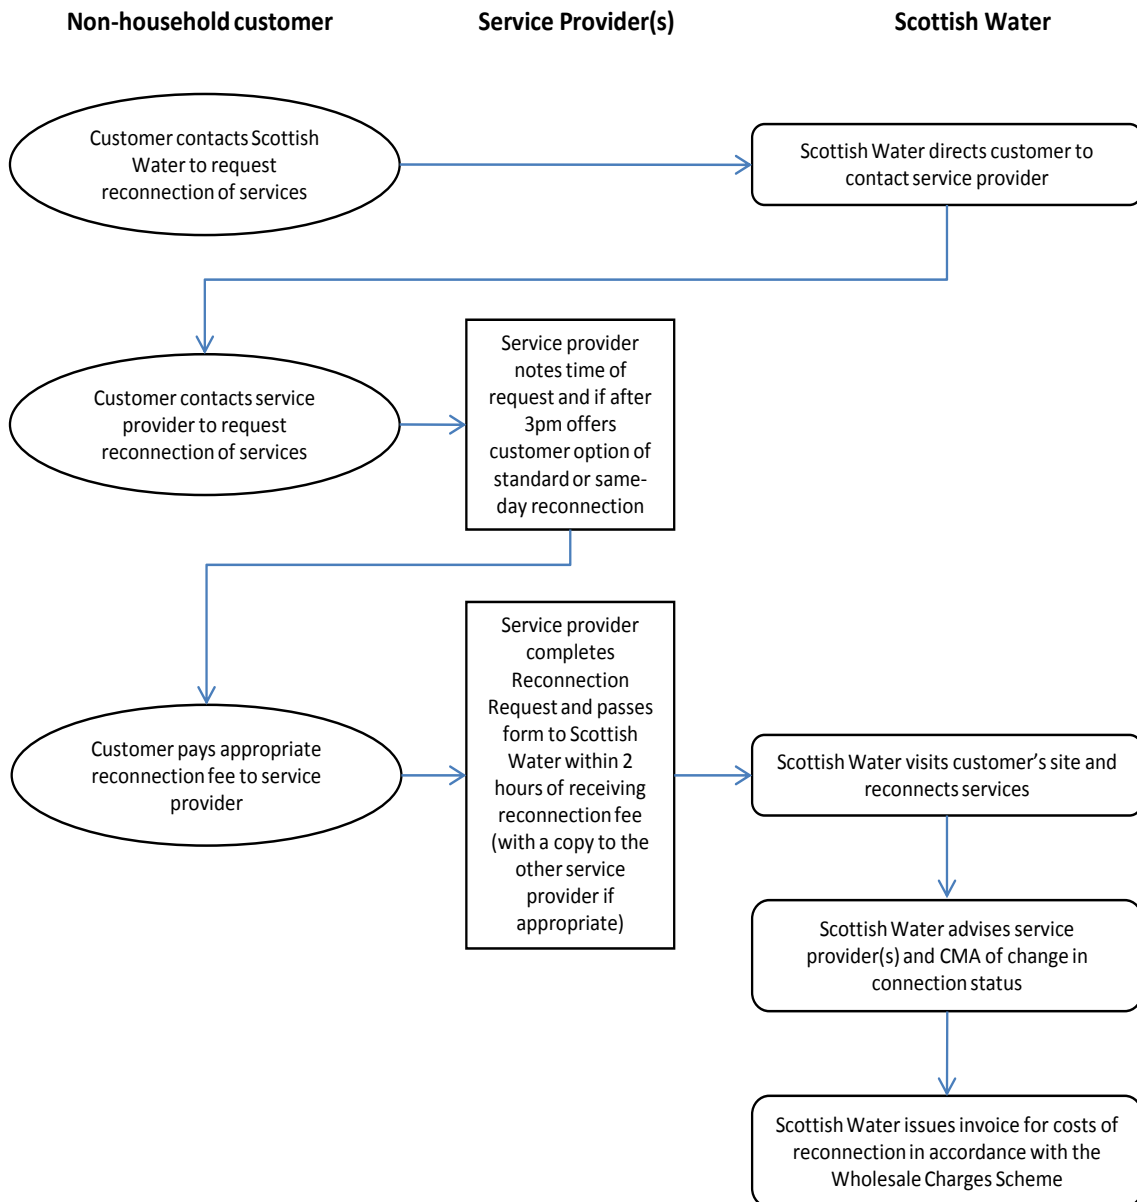 Non-household customer
Service Provider(s)
Scottish Water
Customer contacts Scottish
Water to request
reconnection of services
Scottish Water directs customer to
contact service provider
Customer contacts service
provider to request
reconnection of services
Service provider
notes time of
request and if after
3pm offers
customer option of
standard or same-
day reconnection
Customer pays appropriate
reconnection fee to service
provider
Service provider
completes
Reconnection
Request and passes
form to Scottish
Water within 2
hours of receiving
reconnection fee
(with a copy to the
other service
provider if
appropriate)
Scottish Water visits customer’s site and
reconnects services
Scottish Water advises service
provider(s) and CMA of change in
connection status
Scottish Water issues invoice for costs of
reconnection in accordance with the
Wholesale Charges Scheme